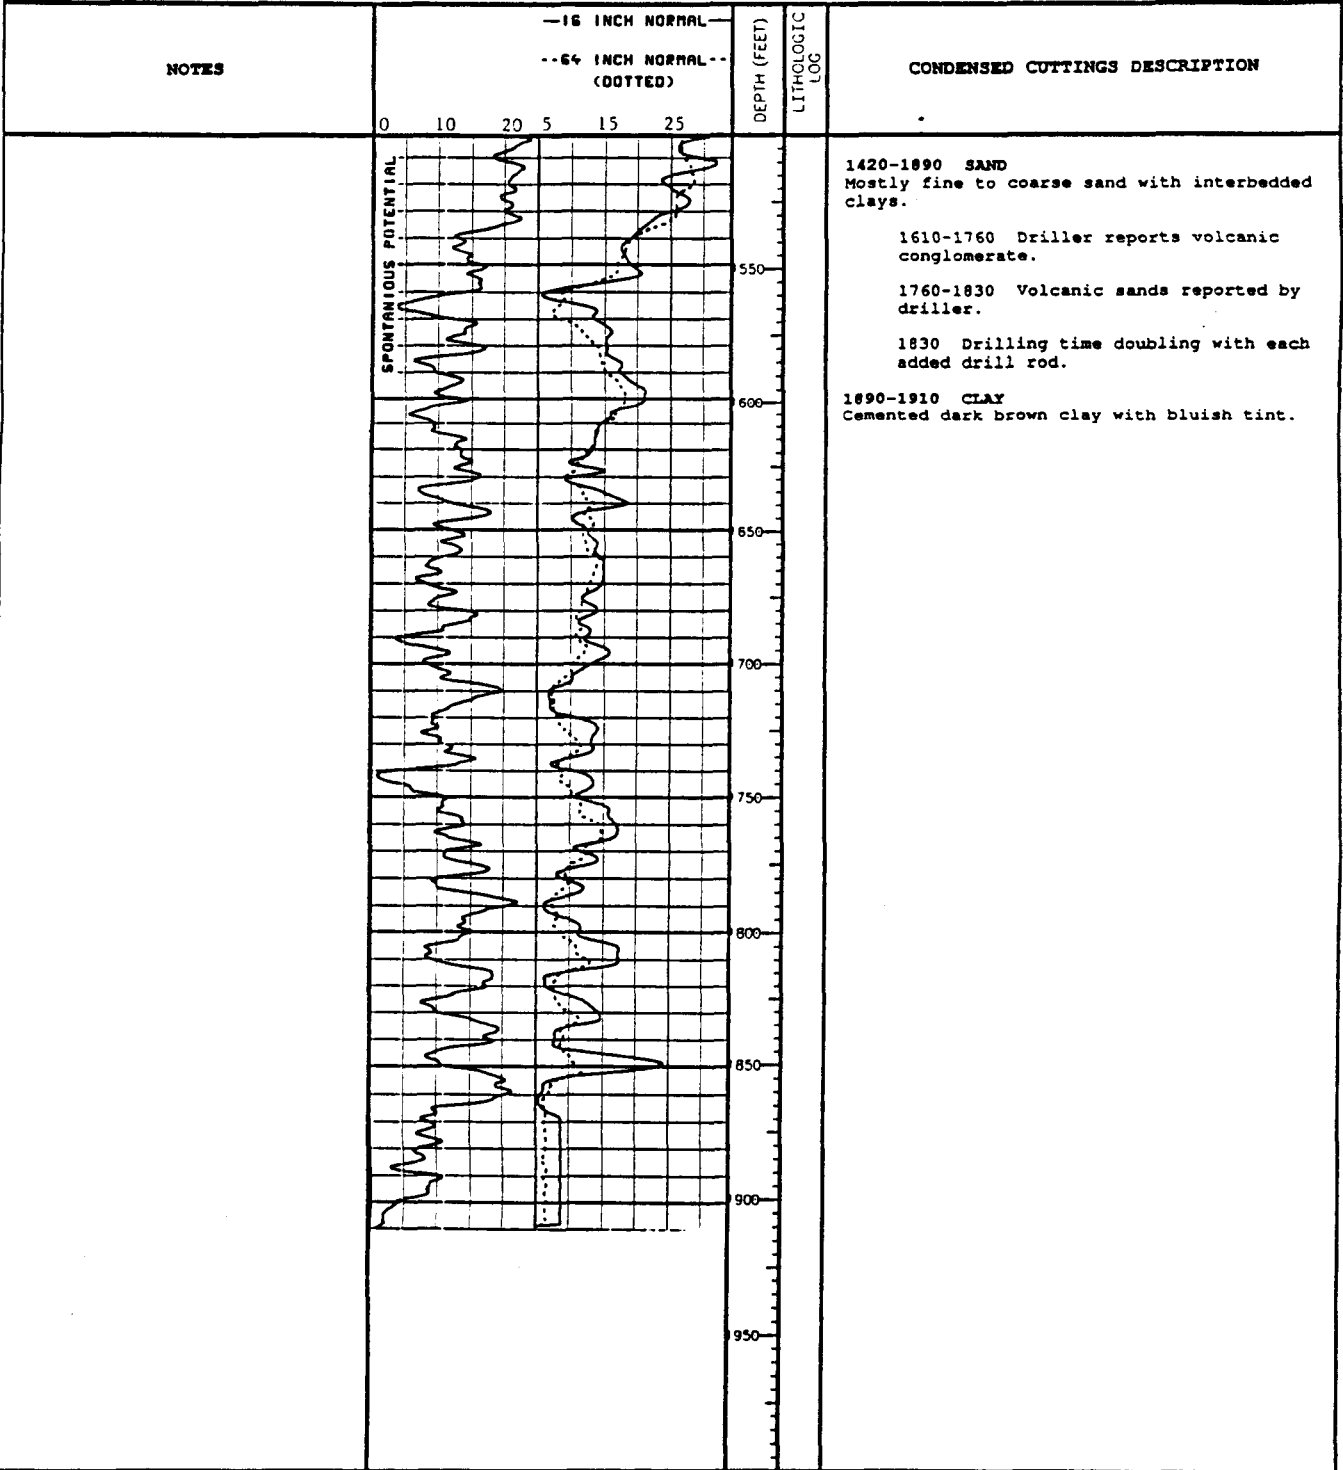 NOTES
—16 INCH NORMAL—
--64 INCH NORMAL--
(DOTTED)
DEPTH (FEET)
LITHOLOGIC
LOG
CONDENSED CUTTINGS DESCRIPTION
0 10 20 5 15 25
SPONTANIOUS POTENTIAL
550
600
650
700
750
800
850
900
950
1420-1890 SAND
Mostly fine to coarse sand with interbedded
clays.
1610-1760 Driller reports volcanic
conglomerate.
1760-1830 Volcanic sands reported by
driller.
1830 Drilling time doubling with each
added drill rod.
1890-1910 CLAY
Cemented dark brown clay with bluish tint.